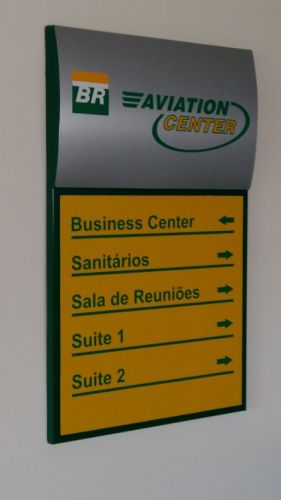 BR
AVIATION
CENTER
Business Center
Sanitários
Sala de Reuniões
Suite 1
Suite 2